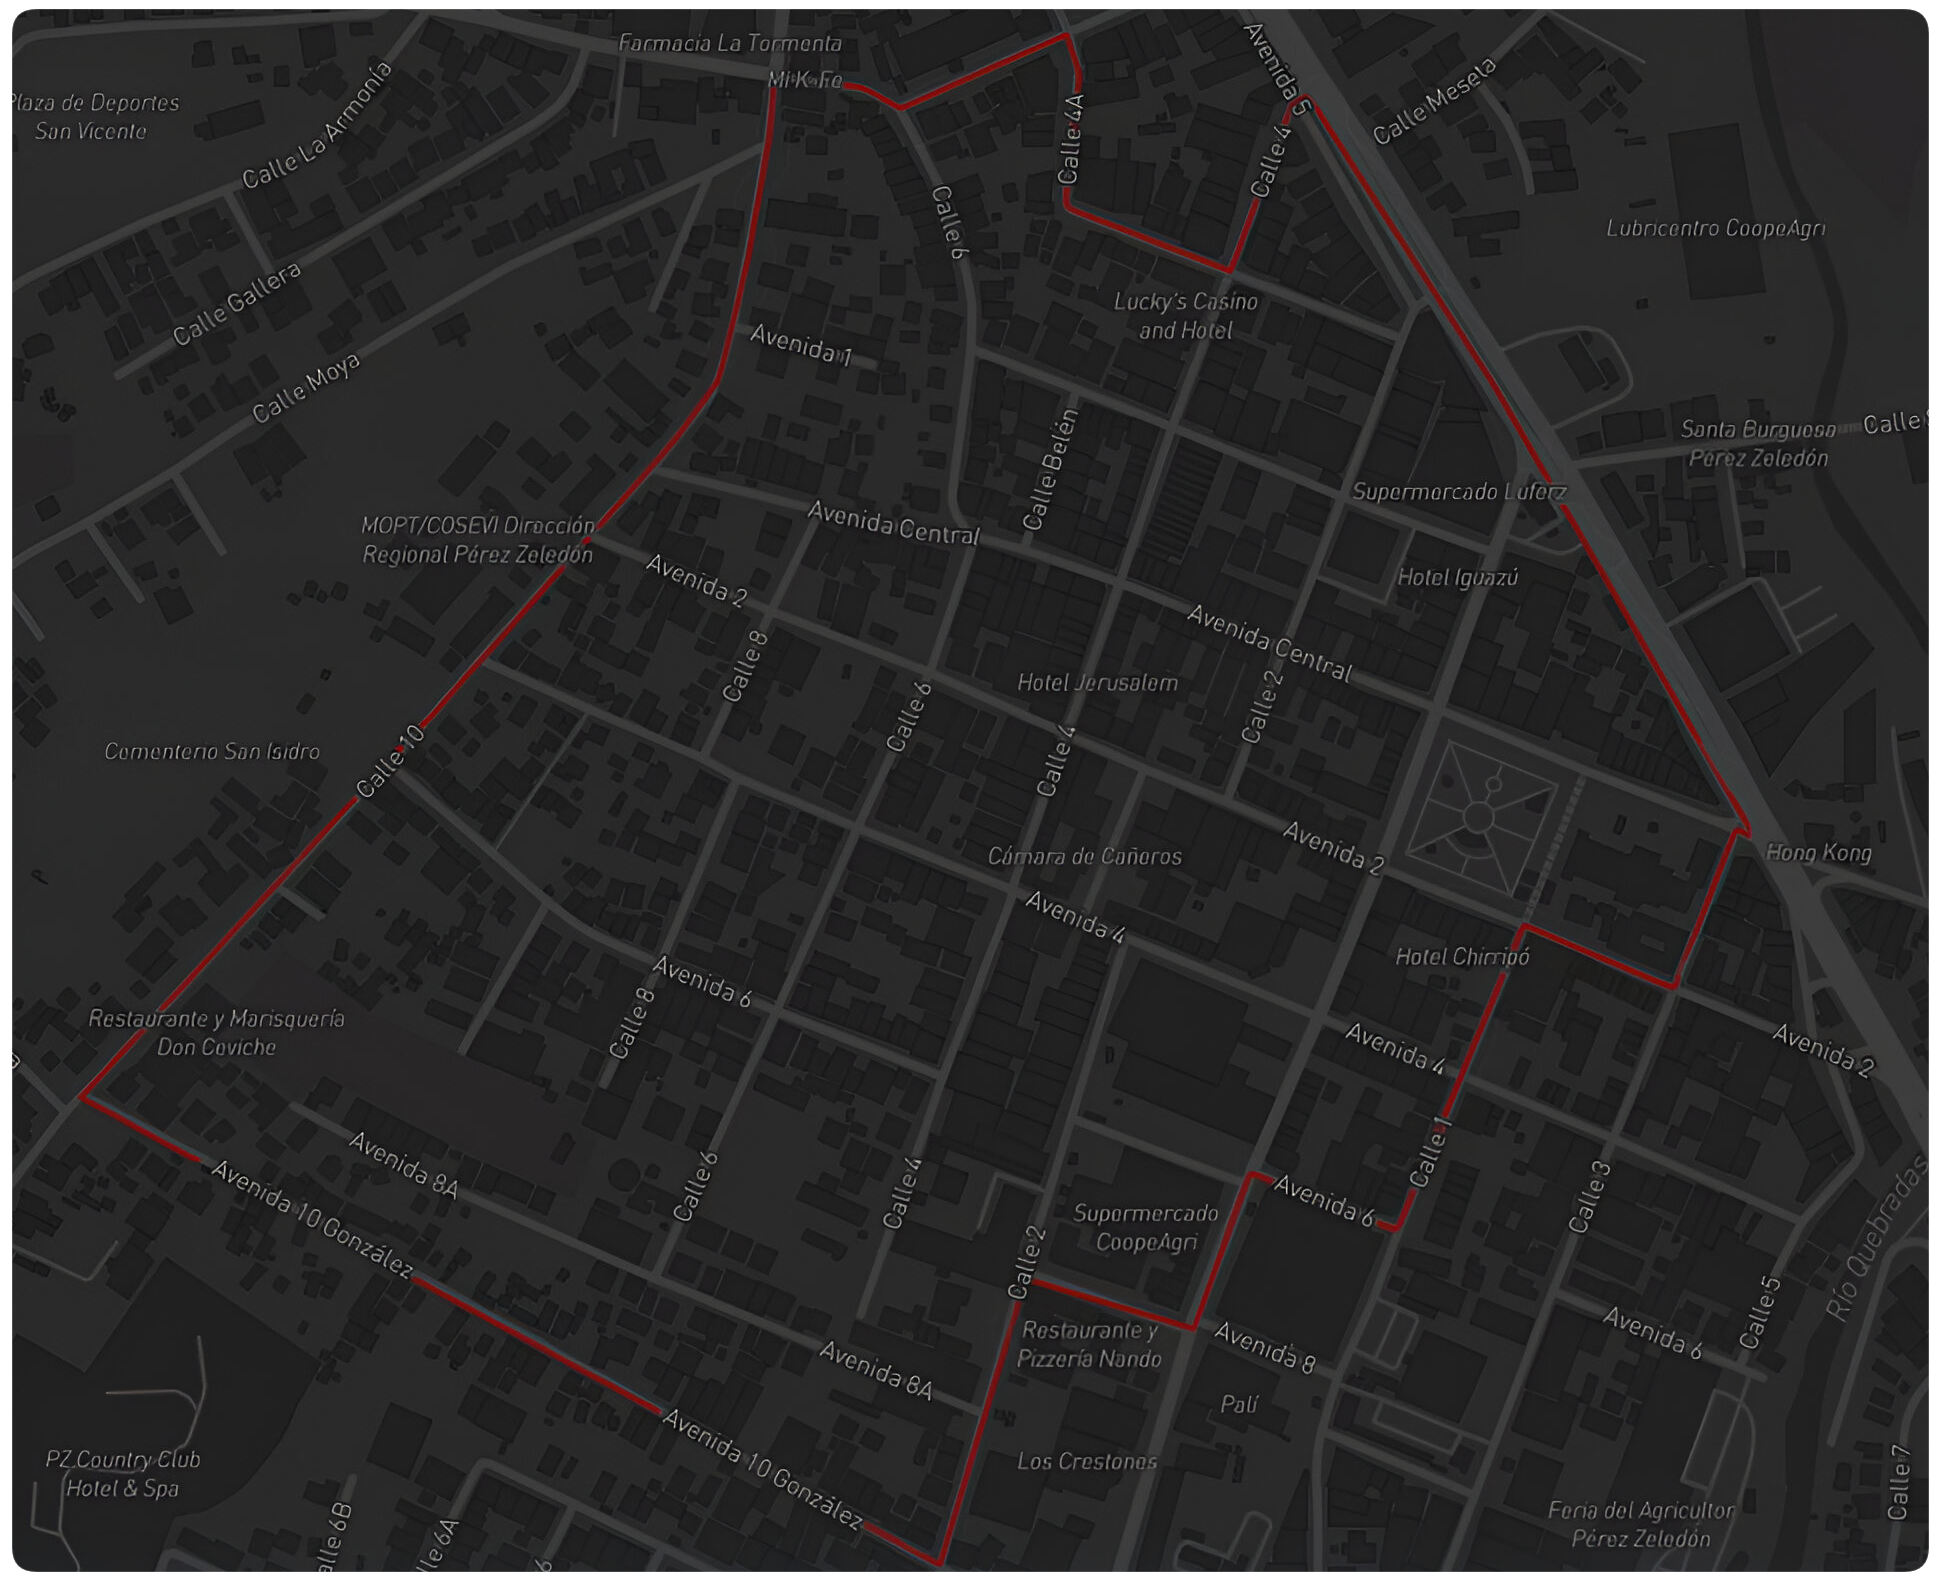 Farmacia La Tormenta
Mi K-Fe
Avenida 5
Calle Meseta
Plaza de Deportes
San Vicente
Calle La Armonía
Calle 4A
Calle 4
Calle 6
Lubricentro CoopeAgri
Calle Gallera
Lucky's Casino
and Hotel
Avenida 1
Calle Moya
Calle Belén
Santa Burguesa
Pérez Zeledón
Calle
Supermercado Luferz
MOPT/COSEVI Dirección
Regional Pérez Zeledón
Avenida Central
Avenida 2
Hotel Iguazú
Avenida Central
Calle 8
Hotel Jerusalem
Calle 6
Calle 2
Calle 4
Cementerio San Isidro
Calle 10
Avenida 2
Cámara de Cañeros
Hong Kong
Avenida 4
Hotel Chirripó
Avenida 6
Calle 8
Restaurante y Marisquería
Don Ceviche
Avenida 4
Avenida 2
Calle 1
Avenida 8A
Calle 6
Calle 4
Calle 3
Avenida 10 González
Avenida 6
Supermercado
CoopeAgri
Calle 2
Río Quebradas
Calle 5
Restaurante y
Pizzería Nando
Avenida 8
Avenida 6
Avenida 8A
Palí
Avenida 10 González
Los Crestones
PZ Country Club
Hotel & Spa
Calle 7
Feria del Agricultor
Pérez Zeledón
alle 6B
lle 6A
6